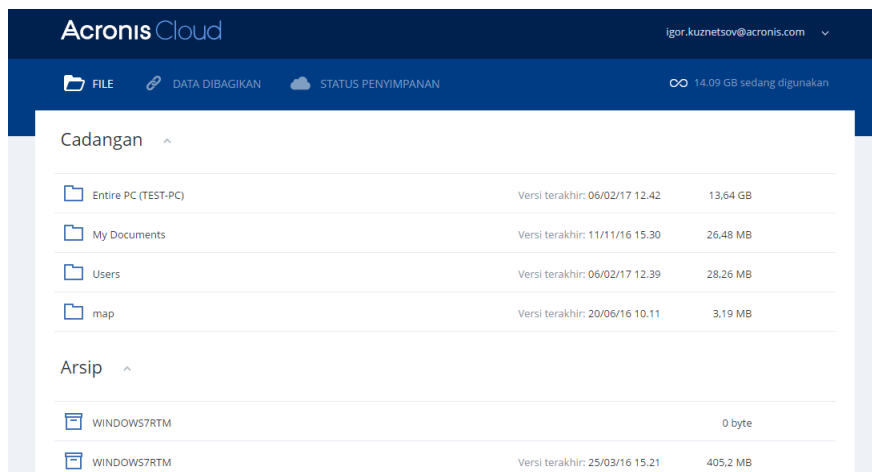 Acronis Cloud
igor.kuznetsov@acronis.com
FILE
DATA DIBAGIKAN
STATUS PENYIMPANAN
14.09 GB sedang digunakan
Cadangan
Entire PC (TEST-PC) Versi terakhir: 06/02/17 12.42 13,64 GB
My Documents Versi terakhir: 11/11/16 15.30 26,48 MB
Users Versi terakhir: 06/02/17 12.39 28,26 MB
map Versi terakhir: 20/06/16 10.11 3,19 MB
Arsip
WINDOWS7RTM 0 byte
WINDOWS7RTM Versi terakhir: 25/03/16 15.21 405,2 MB